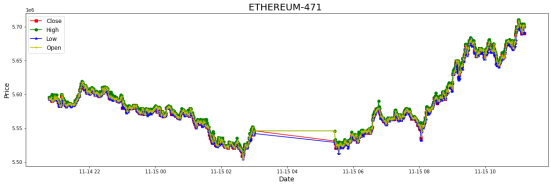 ETHEREUM-471
1e6
Close
High
Low
Open
5.70
5.65
5.60
5.55
5.50
Price
11-14 22
11-15 00
11-15 02
11-15 04
11-15 06
11-15 08
11-15 10
Date